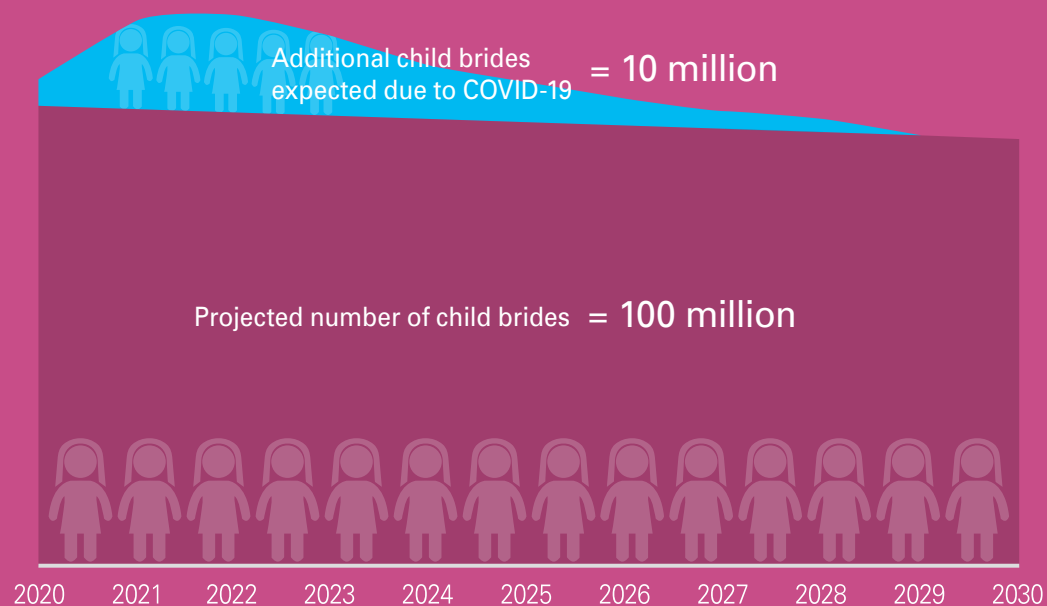 Additional child brides
expected due to COVID-19
= 10 million
Projected number of child brides = 100 million
2020 2021 2022 2023 2024 2025 2026 2027 2028 2029 2030